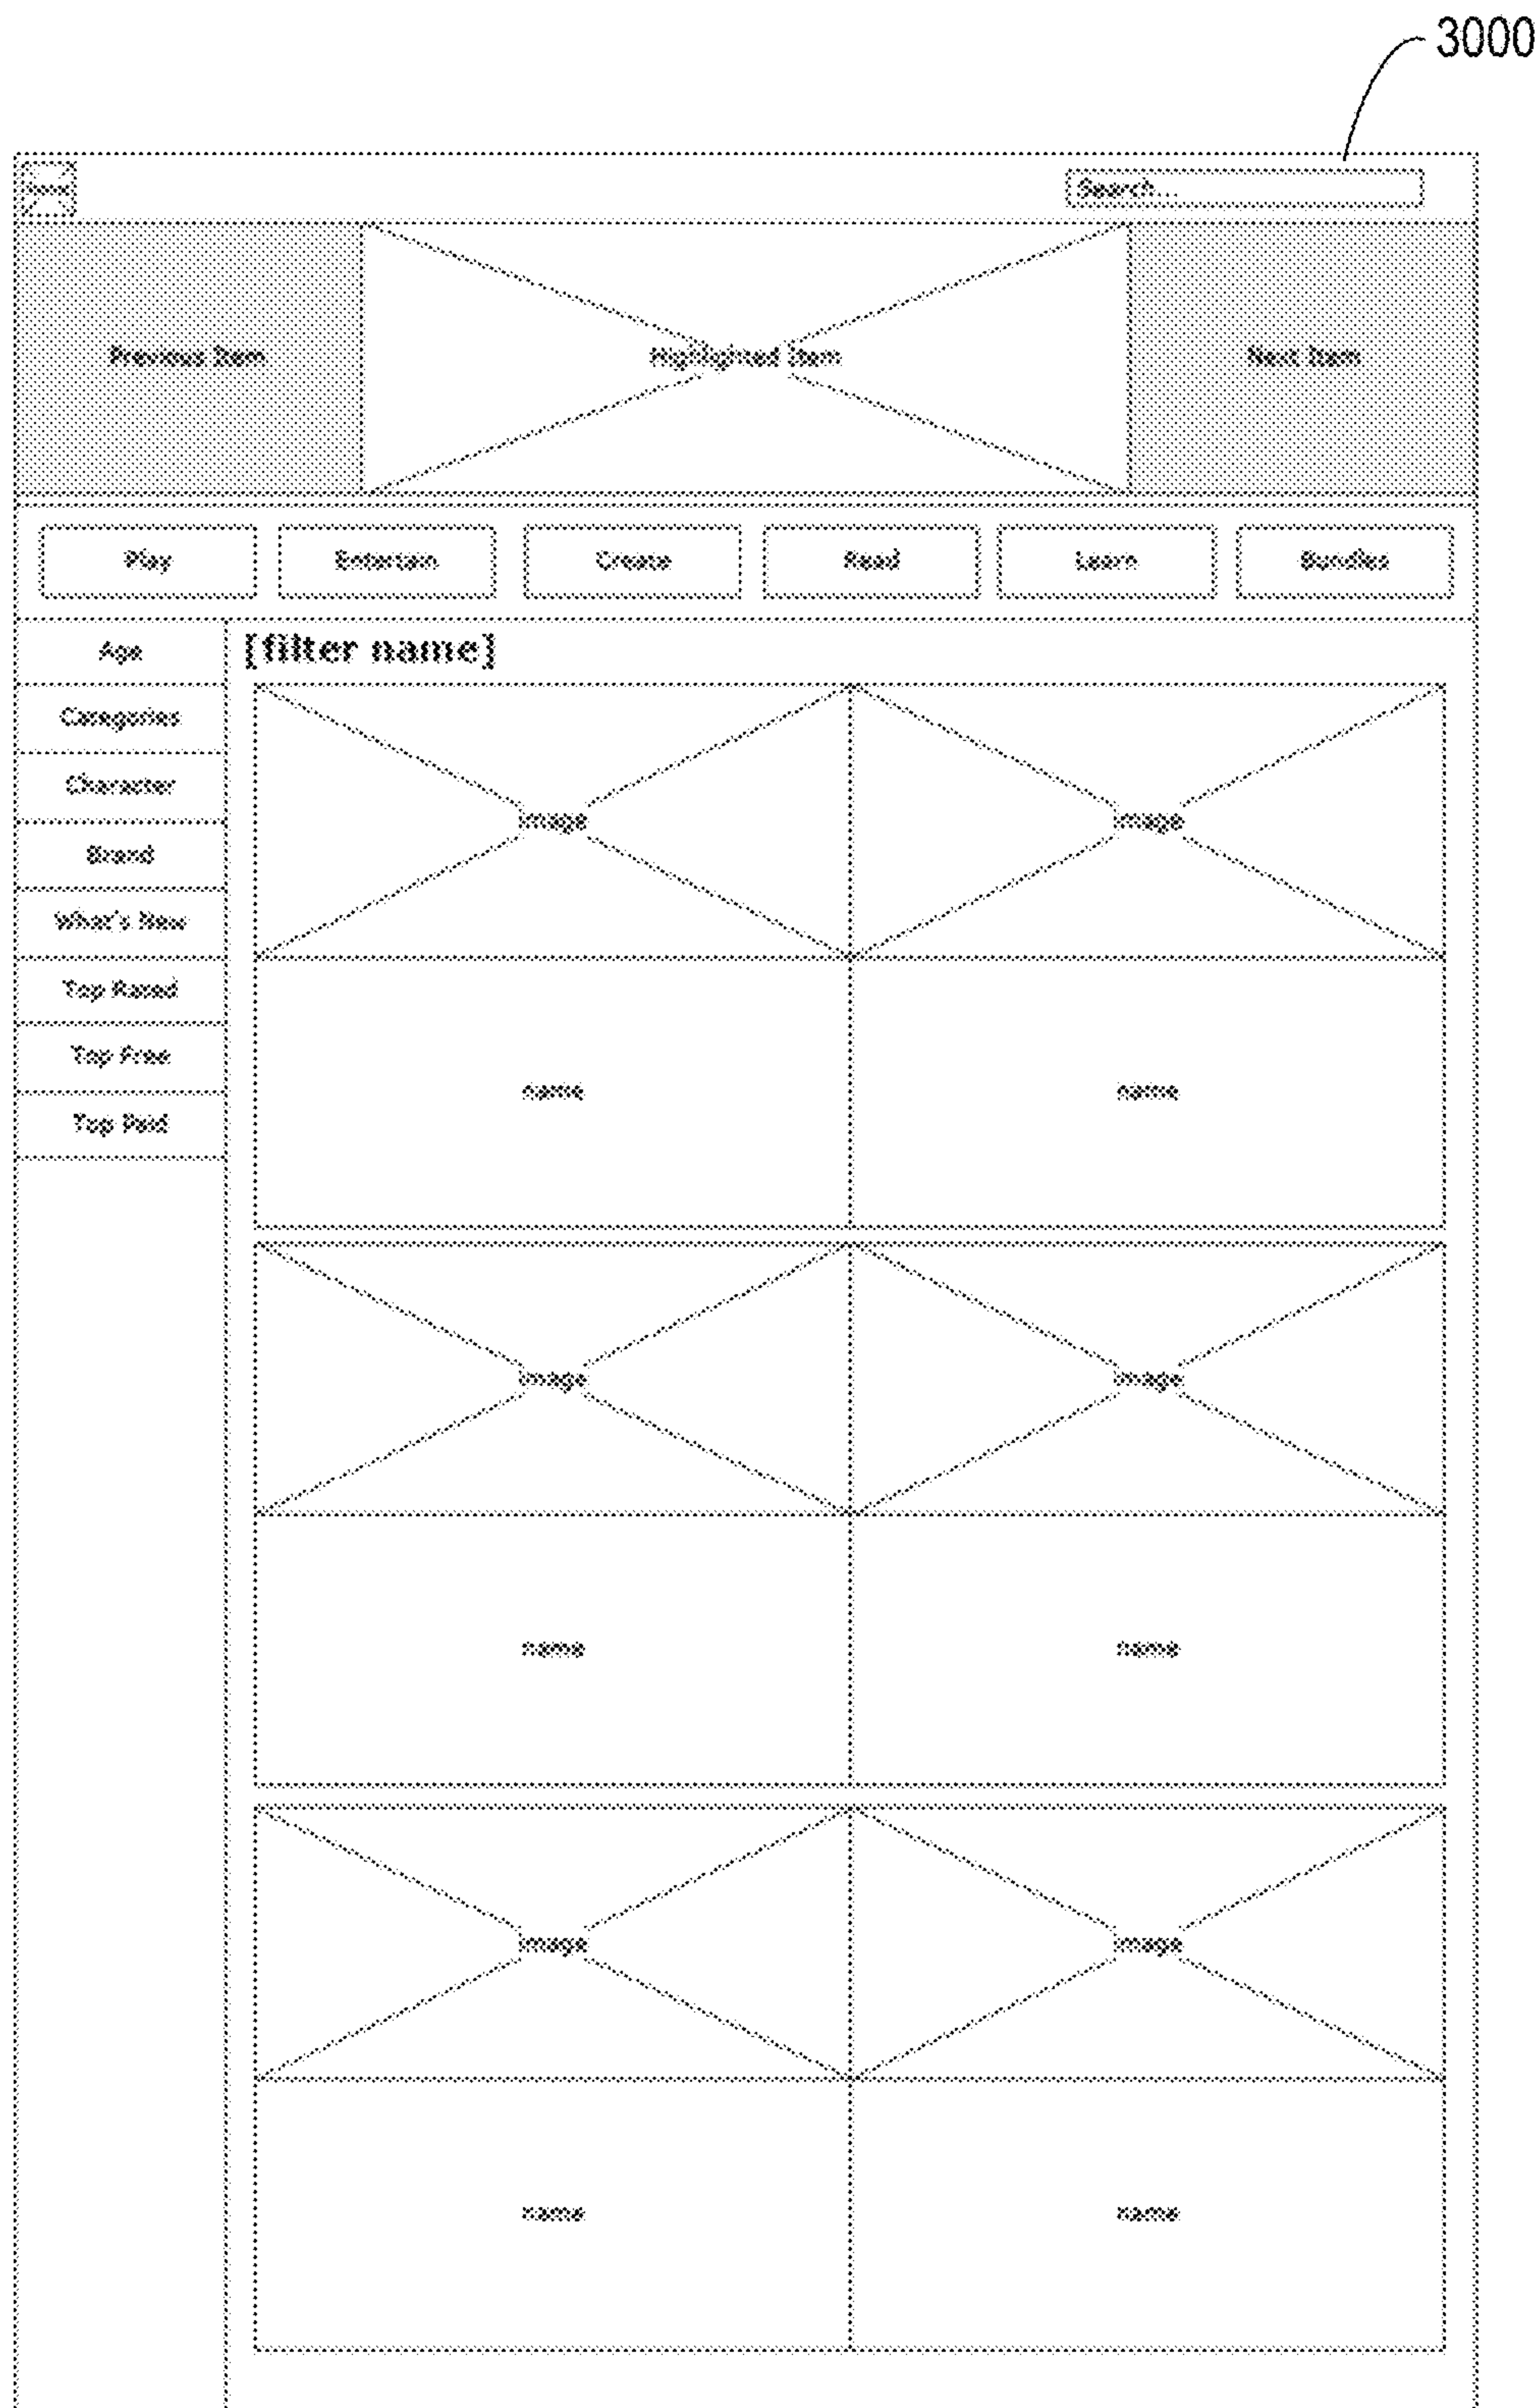 3000
Search...
Previous Item
Highlighted Item
Next Item
Play
Entertain
Create
Read
Learn
Bundles
Age
Categories
Character
Brand
What's New
Top Rated
Top Free
Top Paid
[filter name]
image
image
name
name
image
image
name
name
image
image
name
name